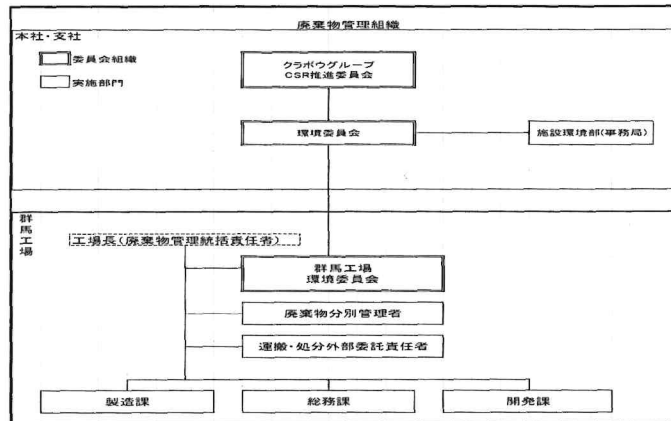 廃棄物管理組織
本社・支社
委員会組織
実施部門
クラボウグループ
CSR推進委員会
環境委員会
施設環境部(事務局)
群馬工場
工場長(廃棄物管理統括責任者)
群馬工場
環境委員会
廃棄物分別管理者
運搬・処分外部委託責任者
製造課
総務課
開発課